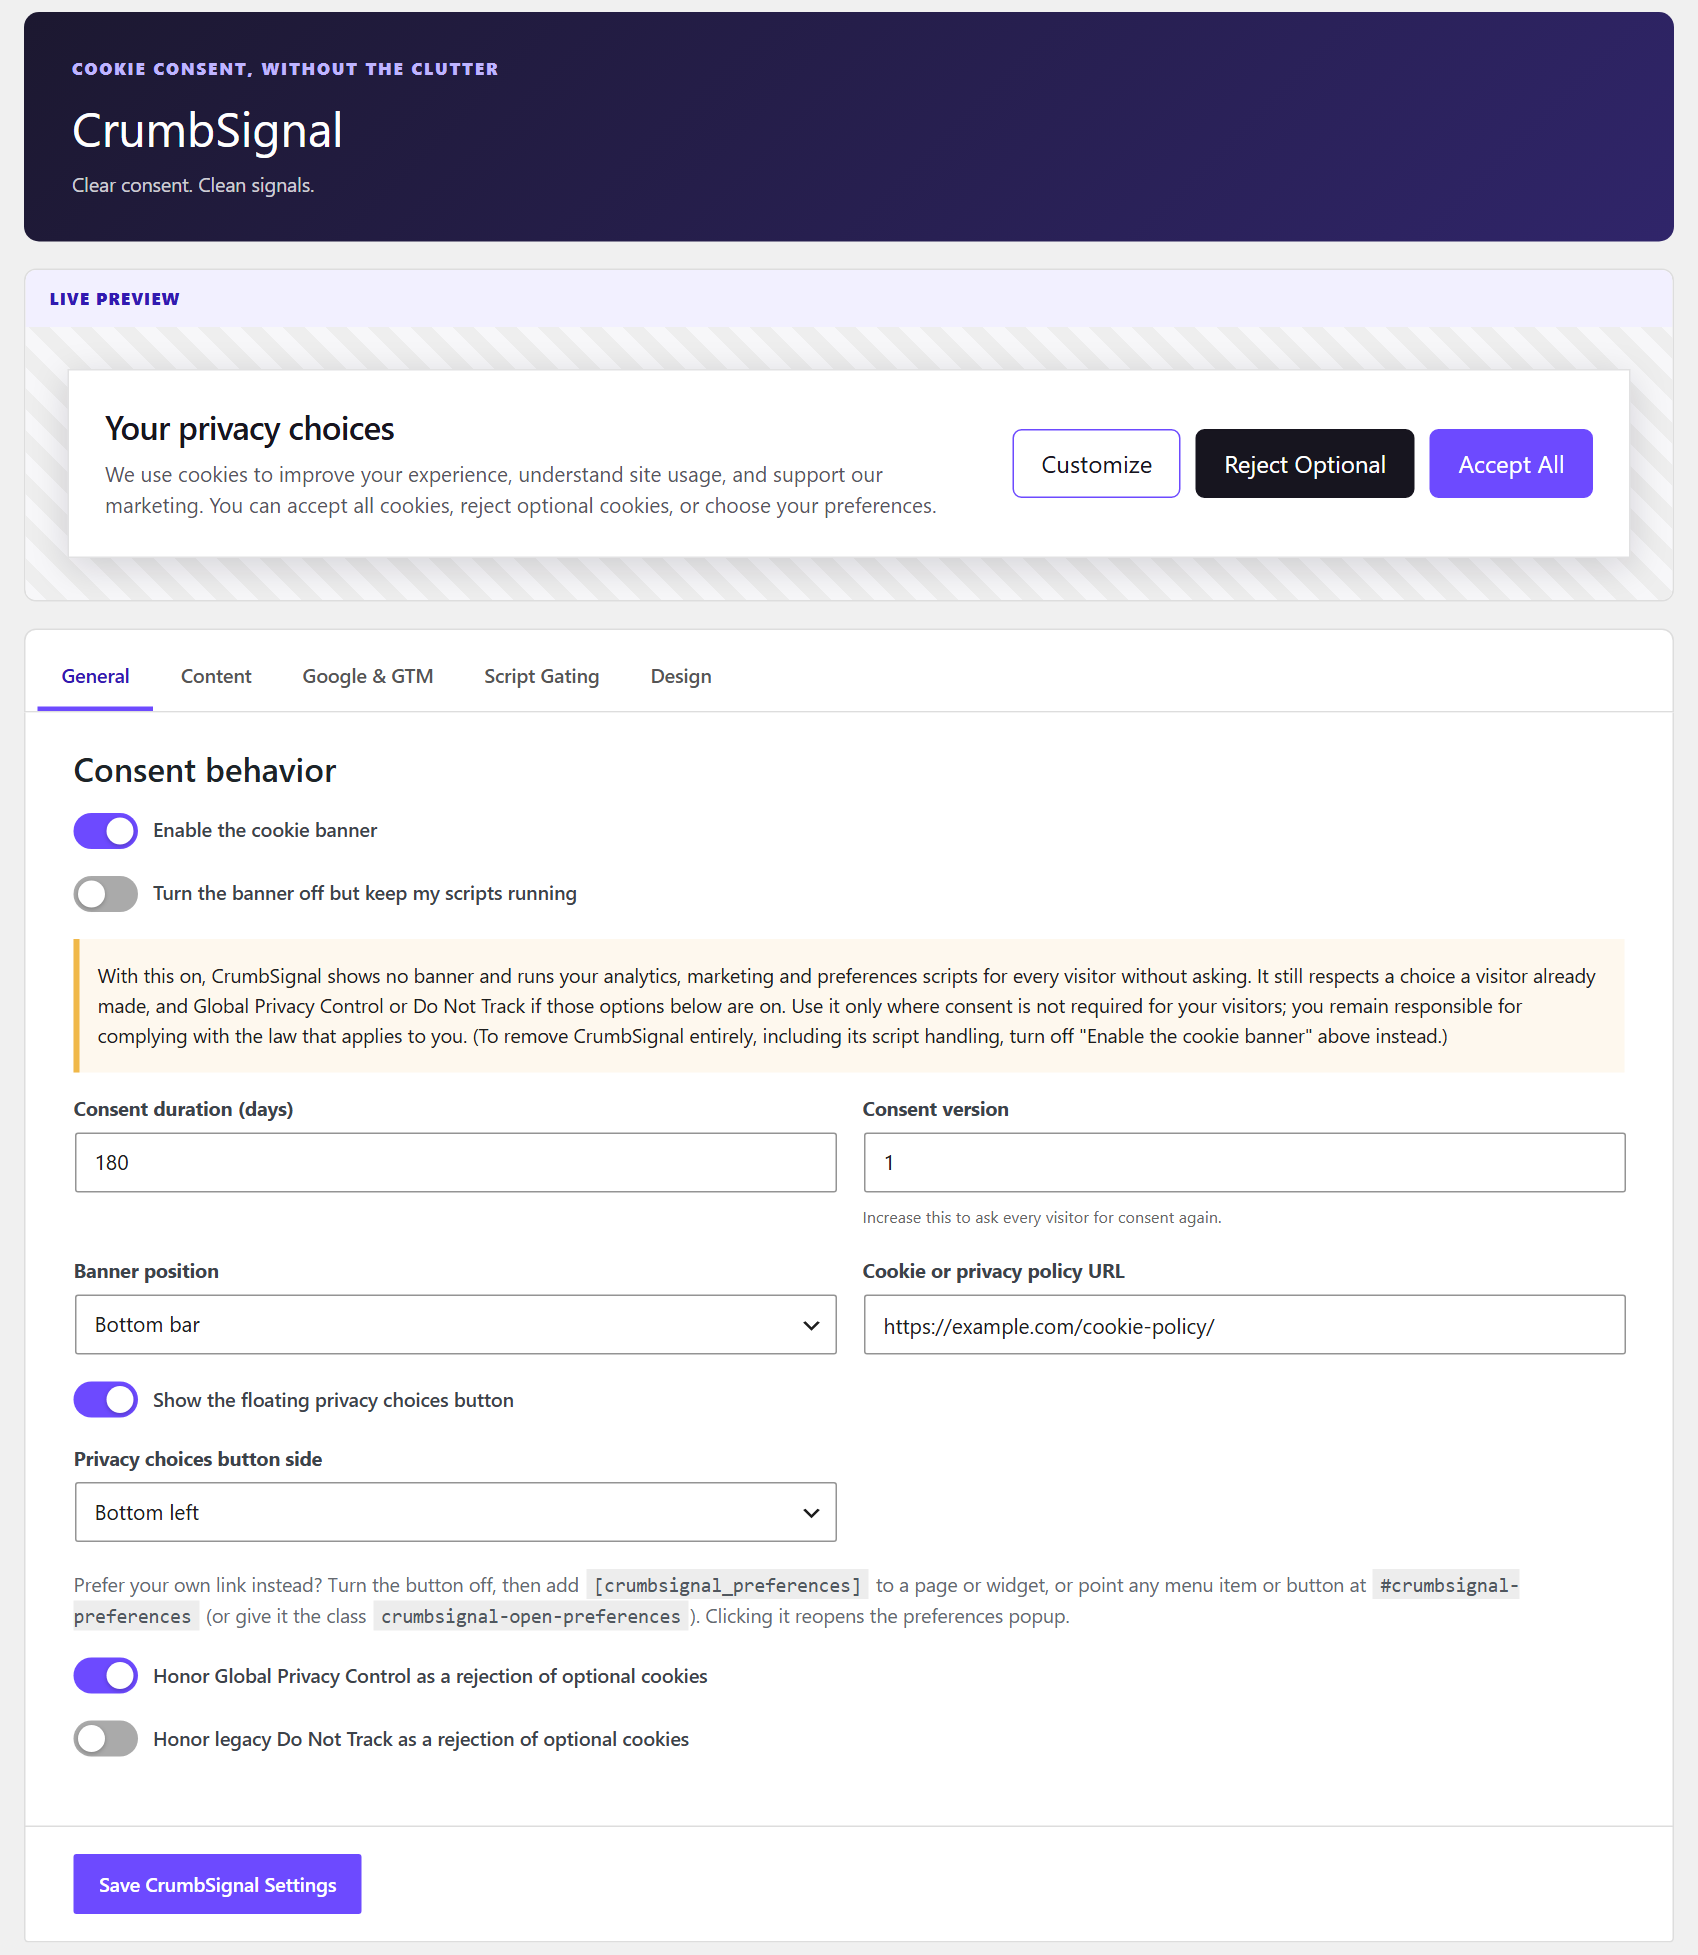 COOKIE CONSENT, WITHOUT THE CLUTTER
CrumbSignal
Clear consent. Clean signals.
LIVE PREVIEW
Your privacy choices
We use cookies to improve your experience, understand site usage, and support our
marketing. You can accept all cookies, reject optional cookies, or choose your preferences.
Customize
Reject Optional
Accept All
General
Content
Google & GTM
Script Gating
Design
Consent behavior
Enable the cookie banner
Turn the banner off but keep my scripts running
With this on, CrumbSignal shows no banner and runs your analytics, marketing and preferences scripts for every visitor without asking. It still respects a choice a visitor already
made, and Global Privacy Control or Do Not Track if those options below are on. Use it only where consent is not required for your visitors; you remain responsible for
complying with the law that applies to you. (To remove CrumbSignal entirely, including its script handling, turn off "Enable the cookie banner" above instead.)
Consent duration (days)
180
Consent version
1
Increase this to ask every visitor for consent again.
Banner position
Bottom bar
Cookie or privacy policy URL
https://example.com/cookie-policy/
Show the floating privacy choices button
Privacy choices button side
Bottom left
Prefer your own link instead? Turn the button off, then add [crumbsignal_preferences] to a page or widget, or point any menu item or button at #crumbsignal-
preferences (or give it the class crumbsignal-open-preferences). Clicking it reopens the preferences popup.
Honor Global Privacy Control as a rejection of optional cookies
Honor legacy Do Not Track as a rejection of optional cookies
Save CrumbSignal Settings